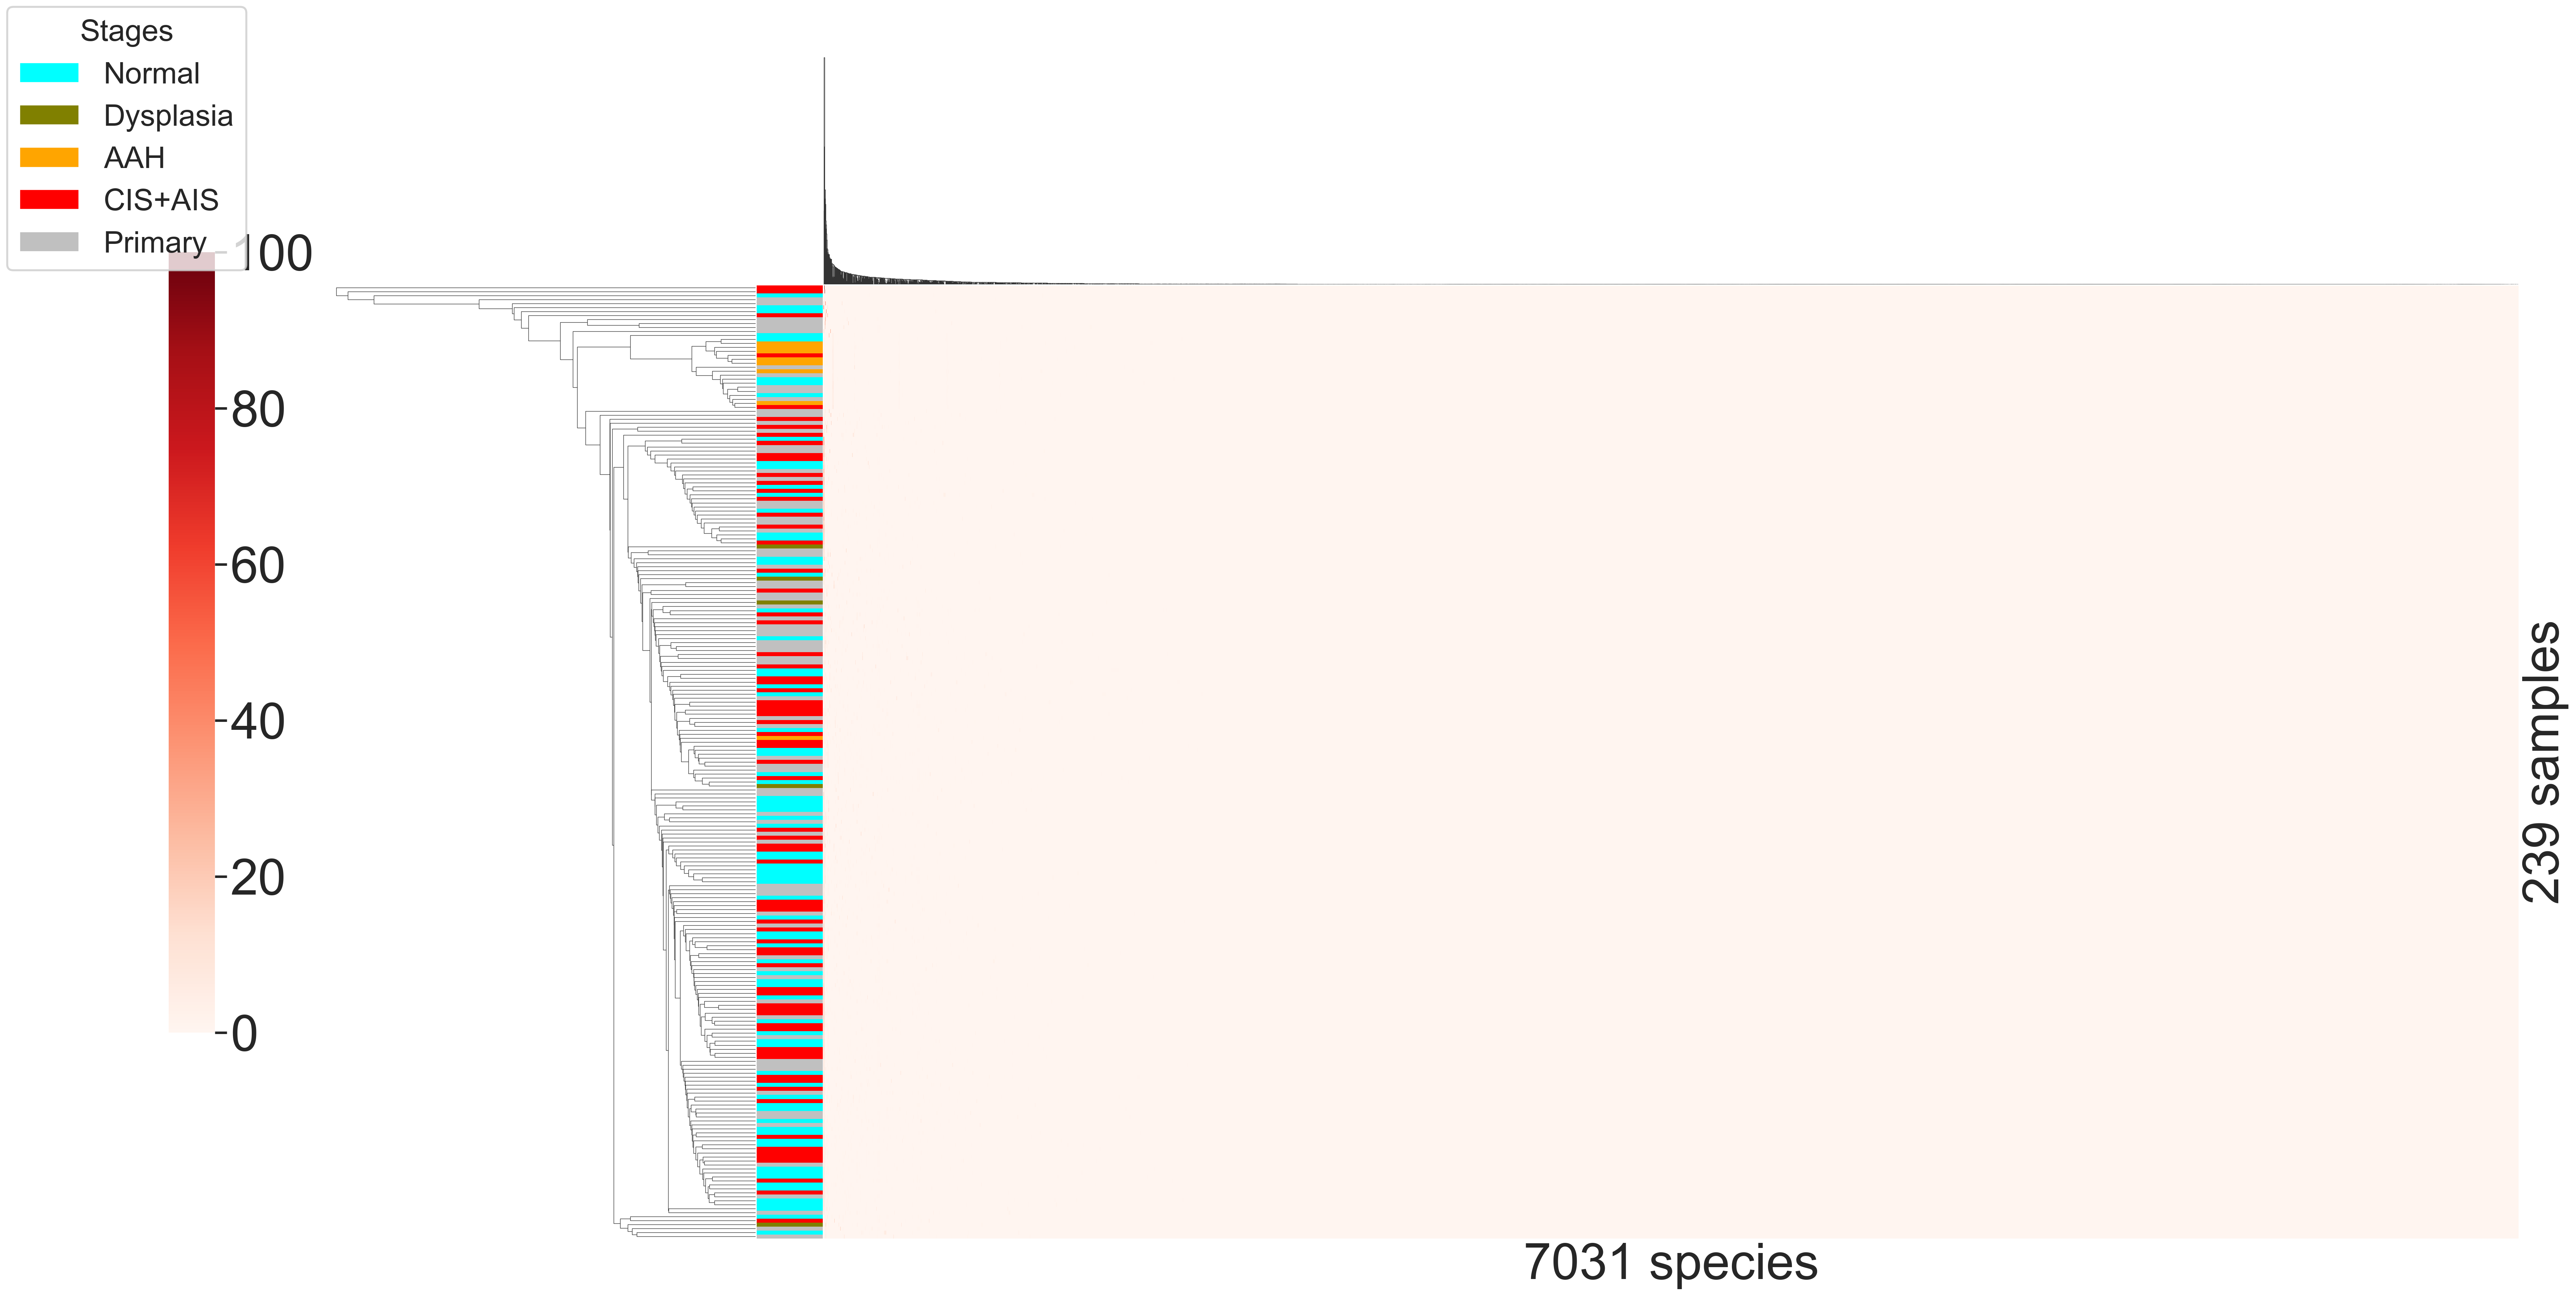 Stages
Normal
Dysplasia
AAH
CIS+AIS
Primary
100
80
60
40
20
0
239 samples
7031 species